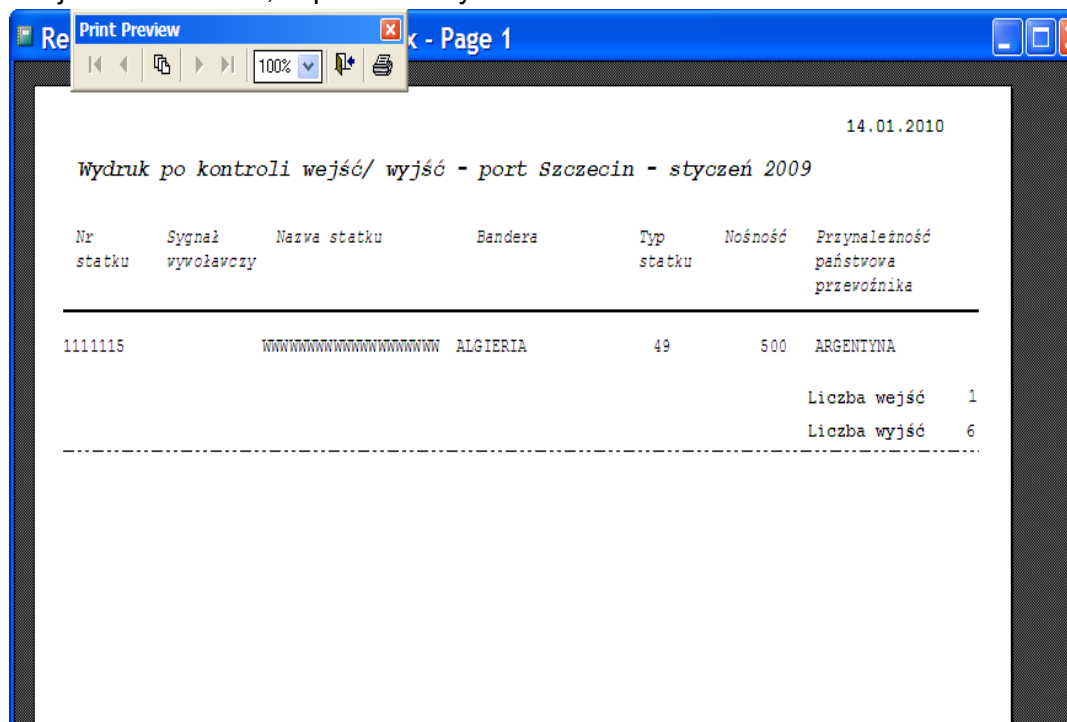 Print Preview
Re x - Page 1
100%
14.01.2010
Wydruk po kontroli wejść/ wyjść - port Szczecin - styczeń 2009
Nr Sygnał Nazwa statku Bandera Typ Nośność Przynależność
statku wywoławczy statku państwowa
przewoźnika
1111115 WWWWWWWWWWWWWWWWWWWW ALGIERIA 49 500 ARGENTYNA
Liczba wejść 1
Liczba wyjść 6